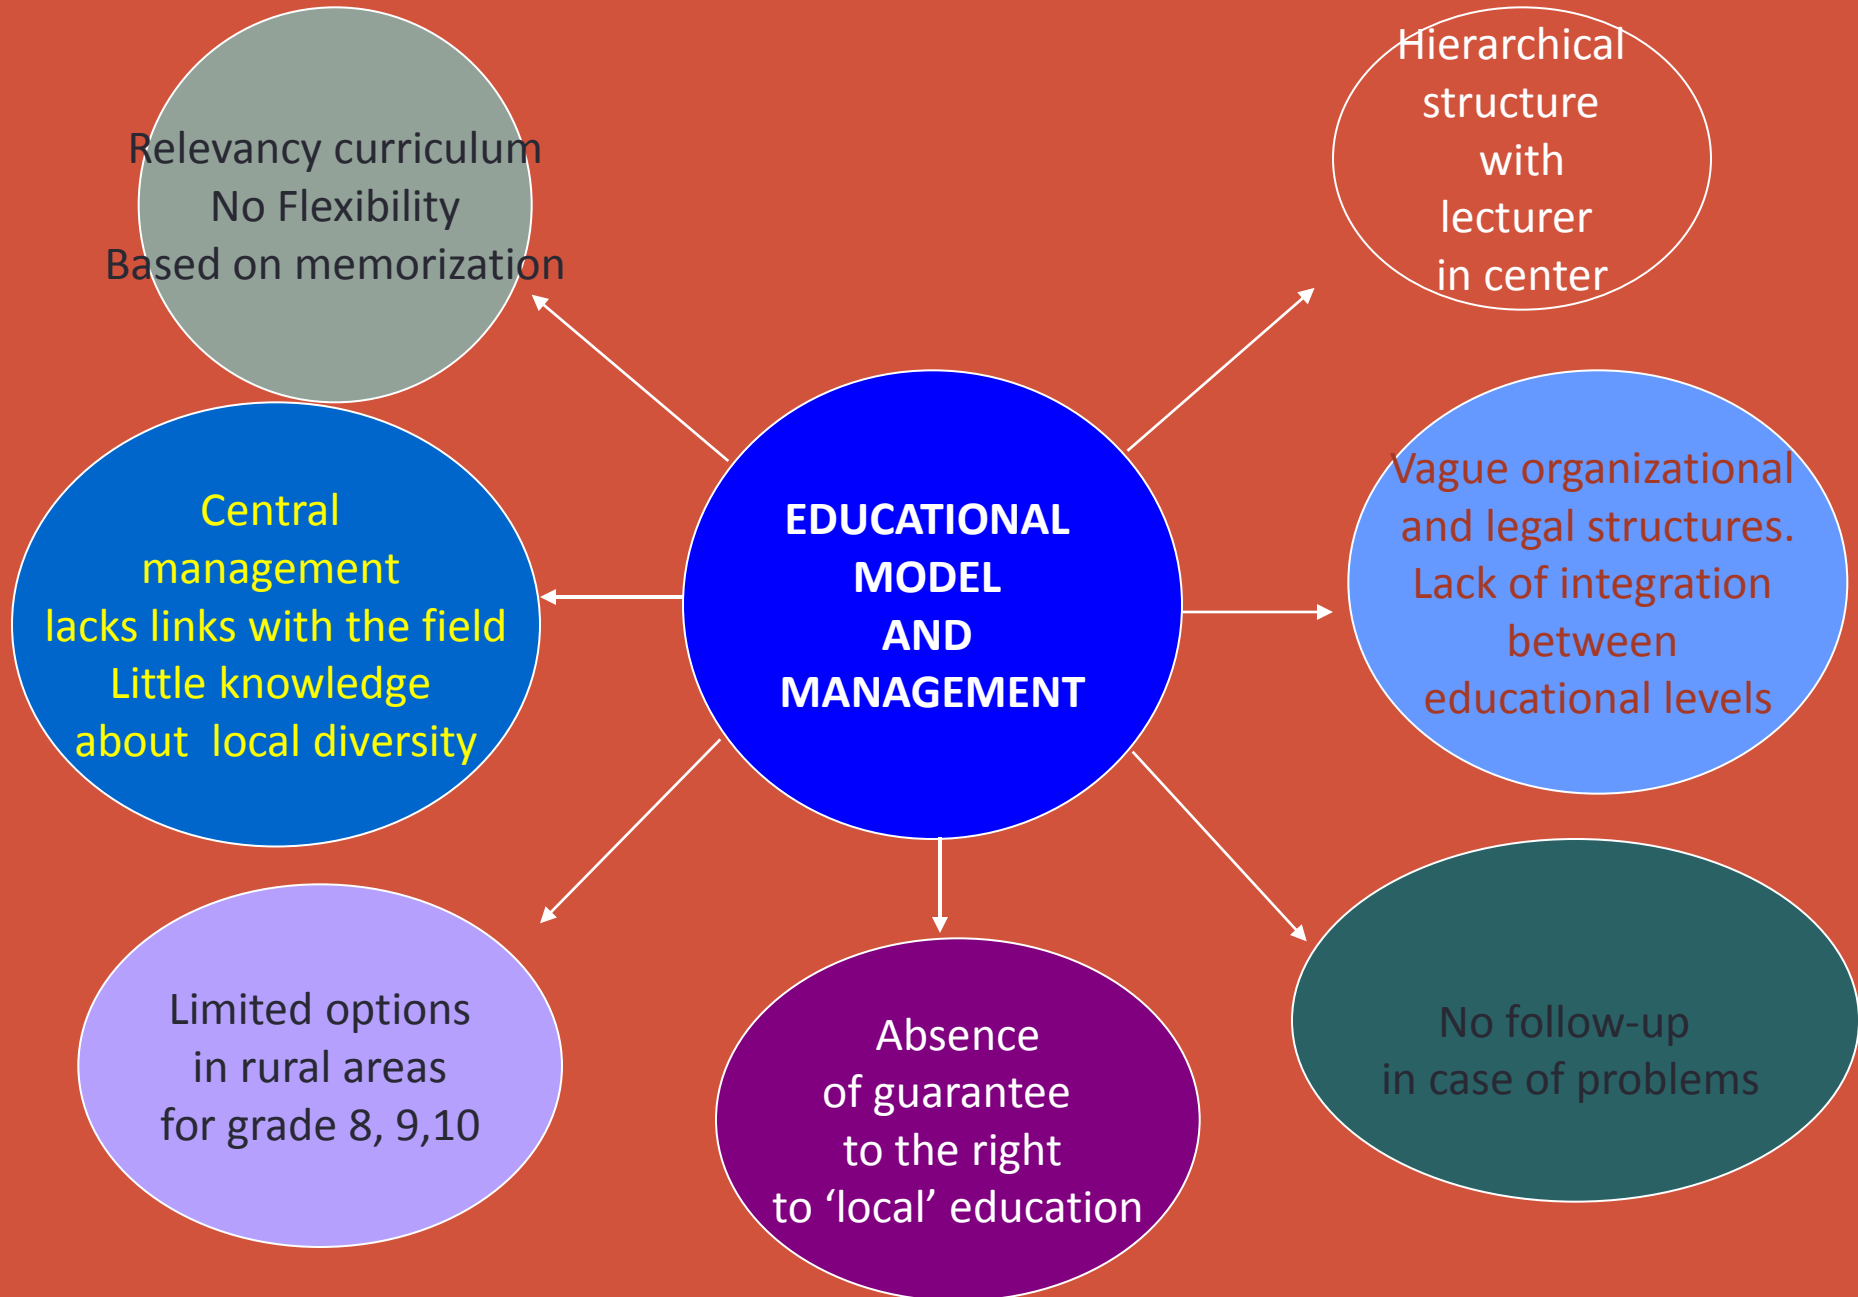 Relevancy curriculum
No Flexibility
Based on memorization
Hierarchical
structure
with
lecturer
in center
Central
management
lacks links with the field
Little knowledge
about local diversity
EDUCATIONAL
MODEL
AND
MANAGEMENT
Vague organizational
and legal structures.
Lack of integration
between
educational levels
Limited options
in rural areas
for grade 8, 9,10
Absence
of guarantee
to the right
to ‘local’ education
No follow-up
in case of problems